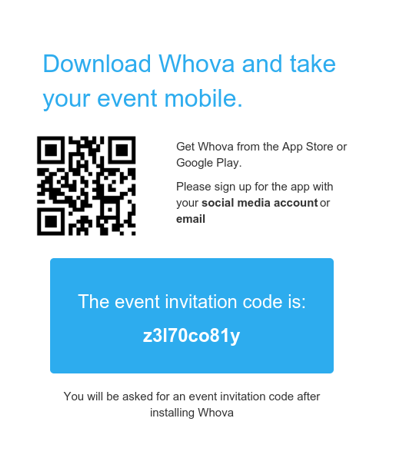 Download Whova and take
your event mobile.
Get Whova from the App Store or
Google Play.
Please sign up for the app with
your social media account or
email
The event invitation code is:
z3l70co81y
You will be asked for an event invitation code after
installing Whova